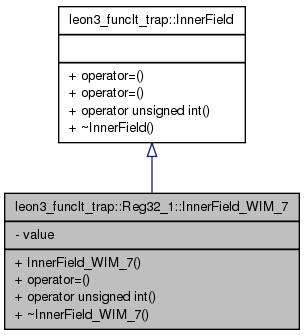 leon3_funclt_trap::InnerField
+ operator=()
+ operator=()
+ operator unsigned int()
+ ~InnerField()
leon3_funclt_trap::Reg32_1::InnerField_WIM_7
- value
+ InnerField_WIM_7()
+ operator=()
+ operator unsigned int()
+ ~InnerField_WIM_7()